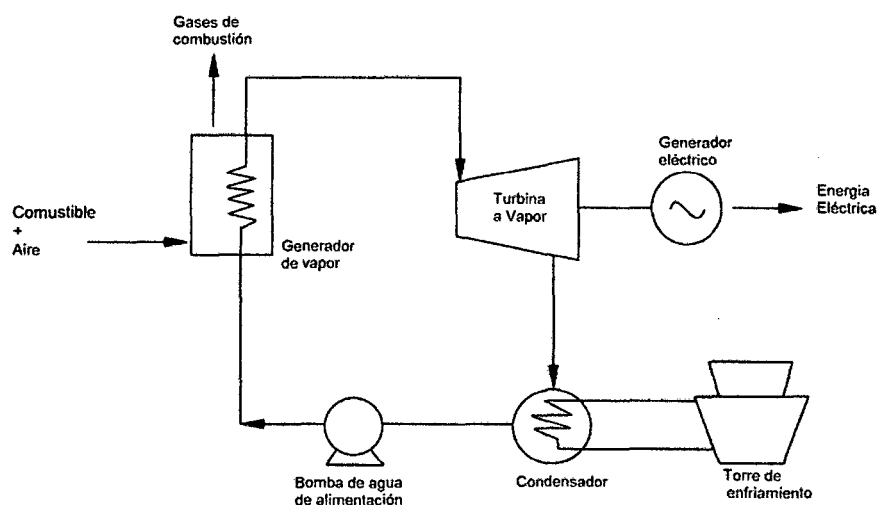 Gases de
combustión
Generador
eléctrico
Turbina
a Vapor
Energia
Eléctrica
Comustible
+
Aire
Generador
de vapor
Bomba de agua
de alimentación
Condensador
Torre de
enfriamiento